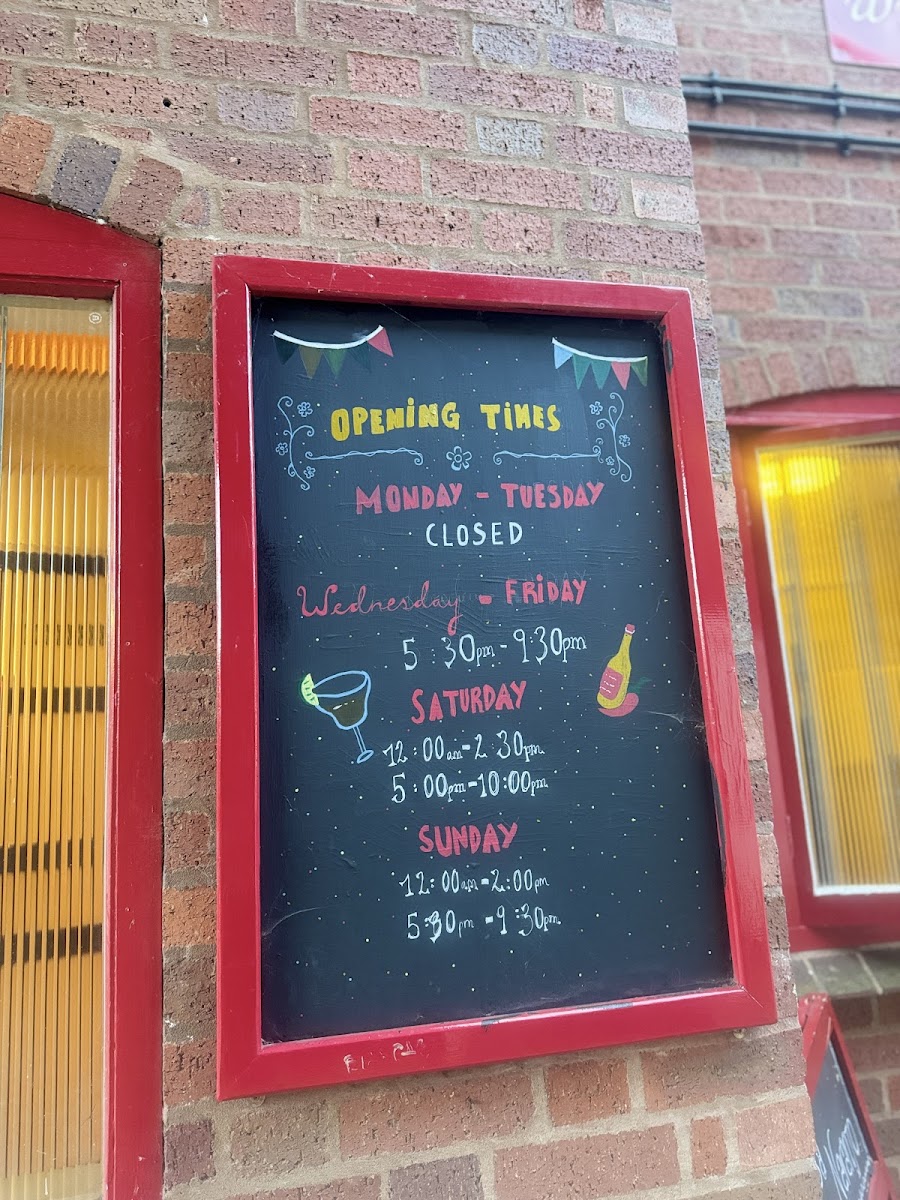 OPENING TIMES
MONDAY - TUESDAY
CLOSED
Wednesday - FRiDAY
5:30pm - 9:30pm
SATURDAY
12:00am - 2 30pm
5:00pm - 10:00pm
SUNDAY
12:00am - 2:00pm
5:30pm - 9:30pm
Menu